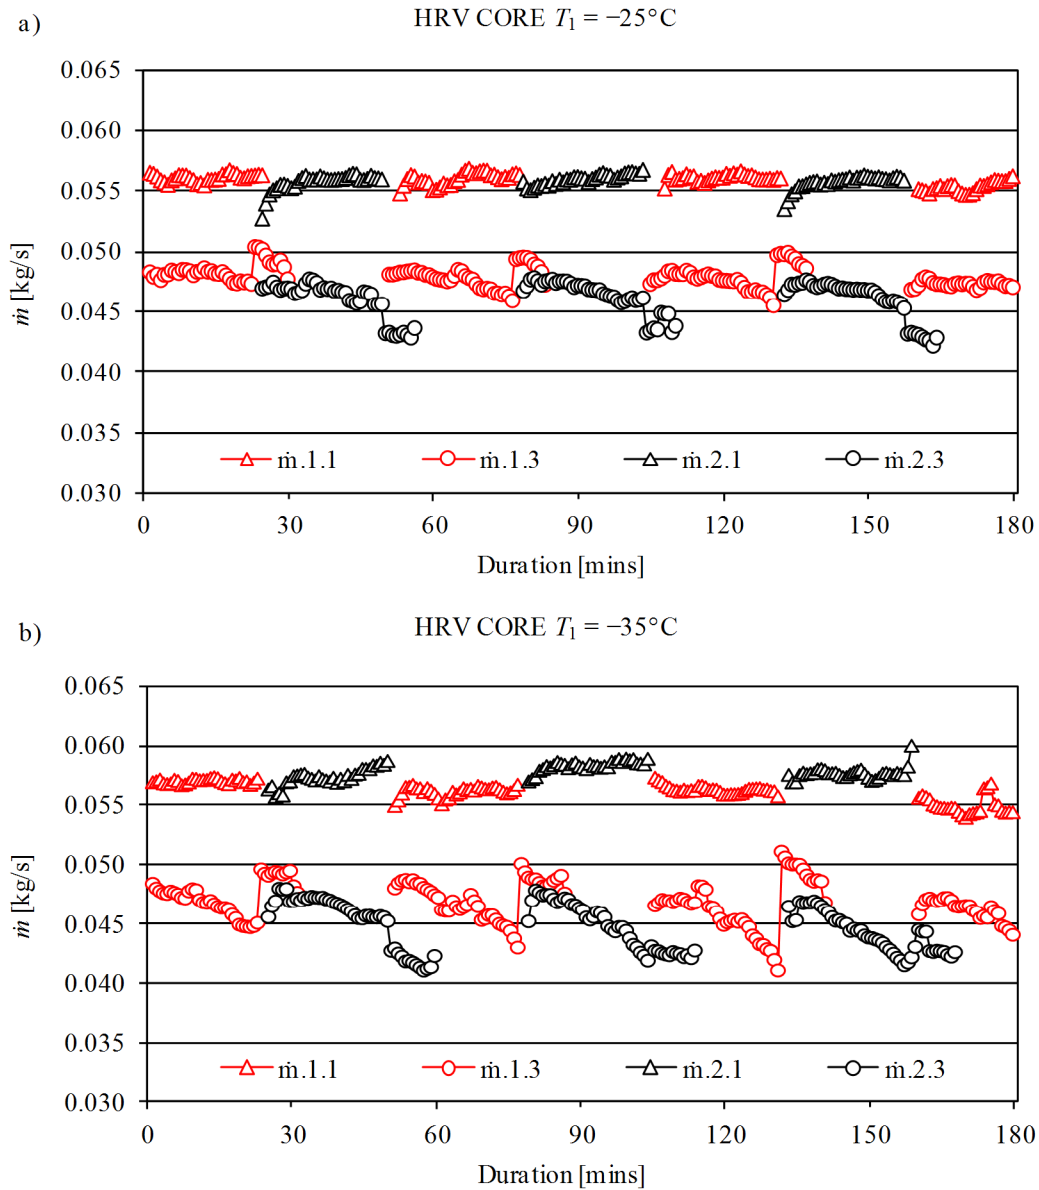 a)
HRV CORE T₁ = −25°C
0.065
0.060
0.055
0.050
0.045
0.040
0.035
0.030
ṁ [kg/s]
ṁ.1.1 ṁ.1.3 ṁ.2.1 ṁ.2.3
0 30 60 90 120 150 180
Duration [mins]
b)
HRV CORE T₁ = −35°C
0.065
0.060
0.055
0.050
0.045
0.040
0.035
0.030
ṁ [kg/s]
ṁ.1.1 ṁ.1.3 ṁ.2.1 ṁ.2.3
0 30 60 90 120 150 180
Duration [mins]